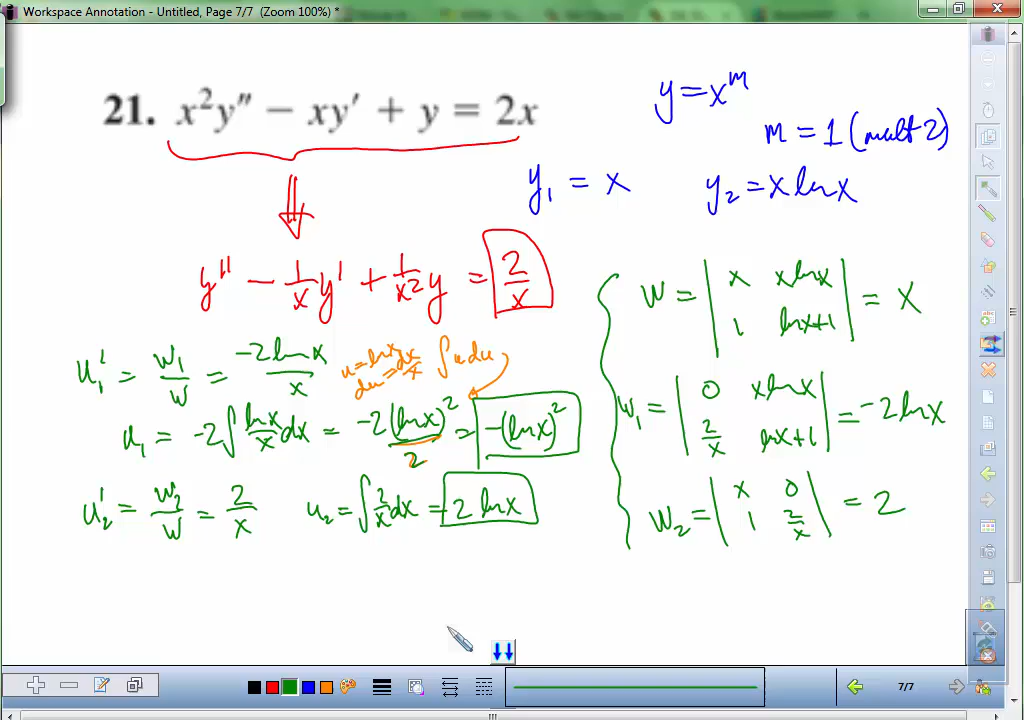 Workspace Annotation - Untitled, Page 7/7 (Zoom 100%) *
21. x²y″ − xy′ + y = 2x
y = x^m
m = 1 (mult 2)
y₁ = x
y₂ = x ln x
y″ − 1/x y′ + 1/x² y = 2/x
W = | x x ln x ; 1 ln x+1 | = x
u₁′ = W₁/W = −2 ln x / x
u = ln x
du = dx/x
∫ u du
u₁ = −2 ∫ ln x / x dx = −2 (ln x)² / 2 = −(ln x)²
W₁ = | 0 x ln x ; 2/x ln x+1 | = −2 ln x
u₂′ = W₂/W = 2/x
u₂ = ∫ 2/x dx = 2 ln x
W₂ = | x 0 ; 1 2/x | = 2
7/7